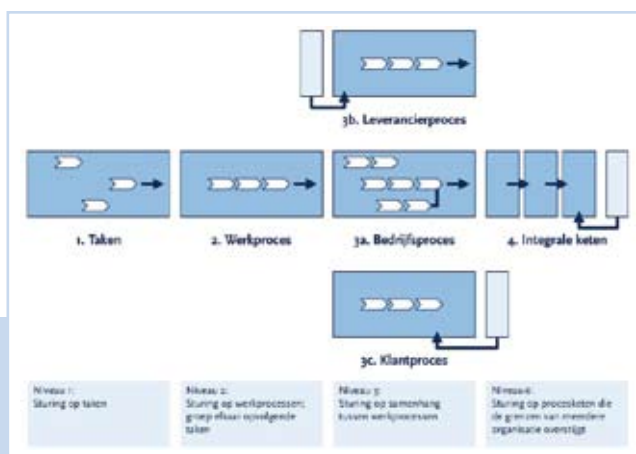 3b. Leverancierproces
1. Taken
2. Werkproces
3a. Bedrijfsproces
4. Integrale keten
3c. Klantproces
Niveau 1:
Sturing op taken
Niveau 2:
Sturing op werkprocessen;
groep elkaar opvolgende
taken
Niveau 3:
Sturing op samenhang
tussen werkprocessen
Niveau 4:
Sturing op procesketen die
de grenzen van meerdere
organisatie overstijgt